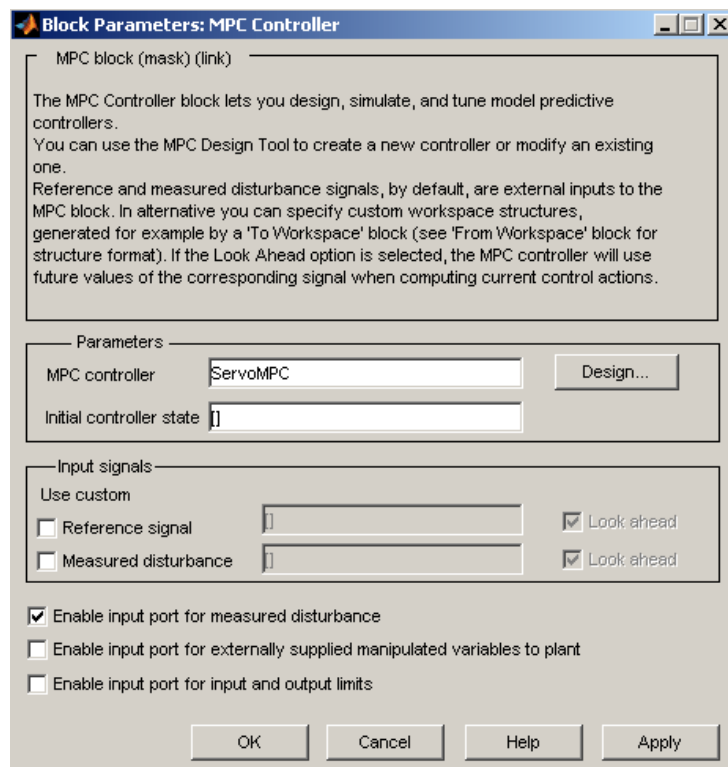 Block Parameters: MPC Controller
MPC block (mask) (link)
The MPC Controller block lets you design, simulate, and tune model predictive
controllers.
You can use the MPC Design Tool to create a new controller or modify an existing
one.
Reference and measured disturbance signals, by default, are external inputs to the
MPC block. In alternative you can specify custom workspace structures,
generated for example by a 'To Workspace' block (see 'From Workspace' block for
structure format). If the Look Ahead option is selected, the MPC controller will use
future values of the corresponding signal when computing current control actions.
Parameters
MPC controller ServoMPC Design...
Initial controller state []
Input signals
Use custom
Reference signal [] Look ahead
Measured disturbance [] Look ahead
Enable input port for measured disturbance
Enable input port for externally supplied manipulated variables to plant
Enable input port for input and output limits
OK Cancel Help Apply